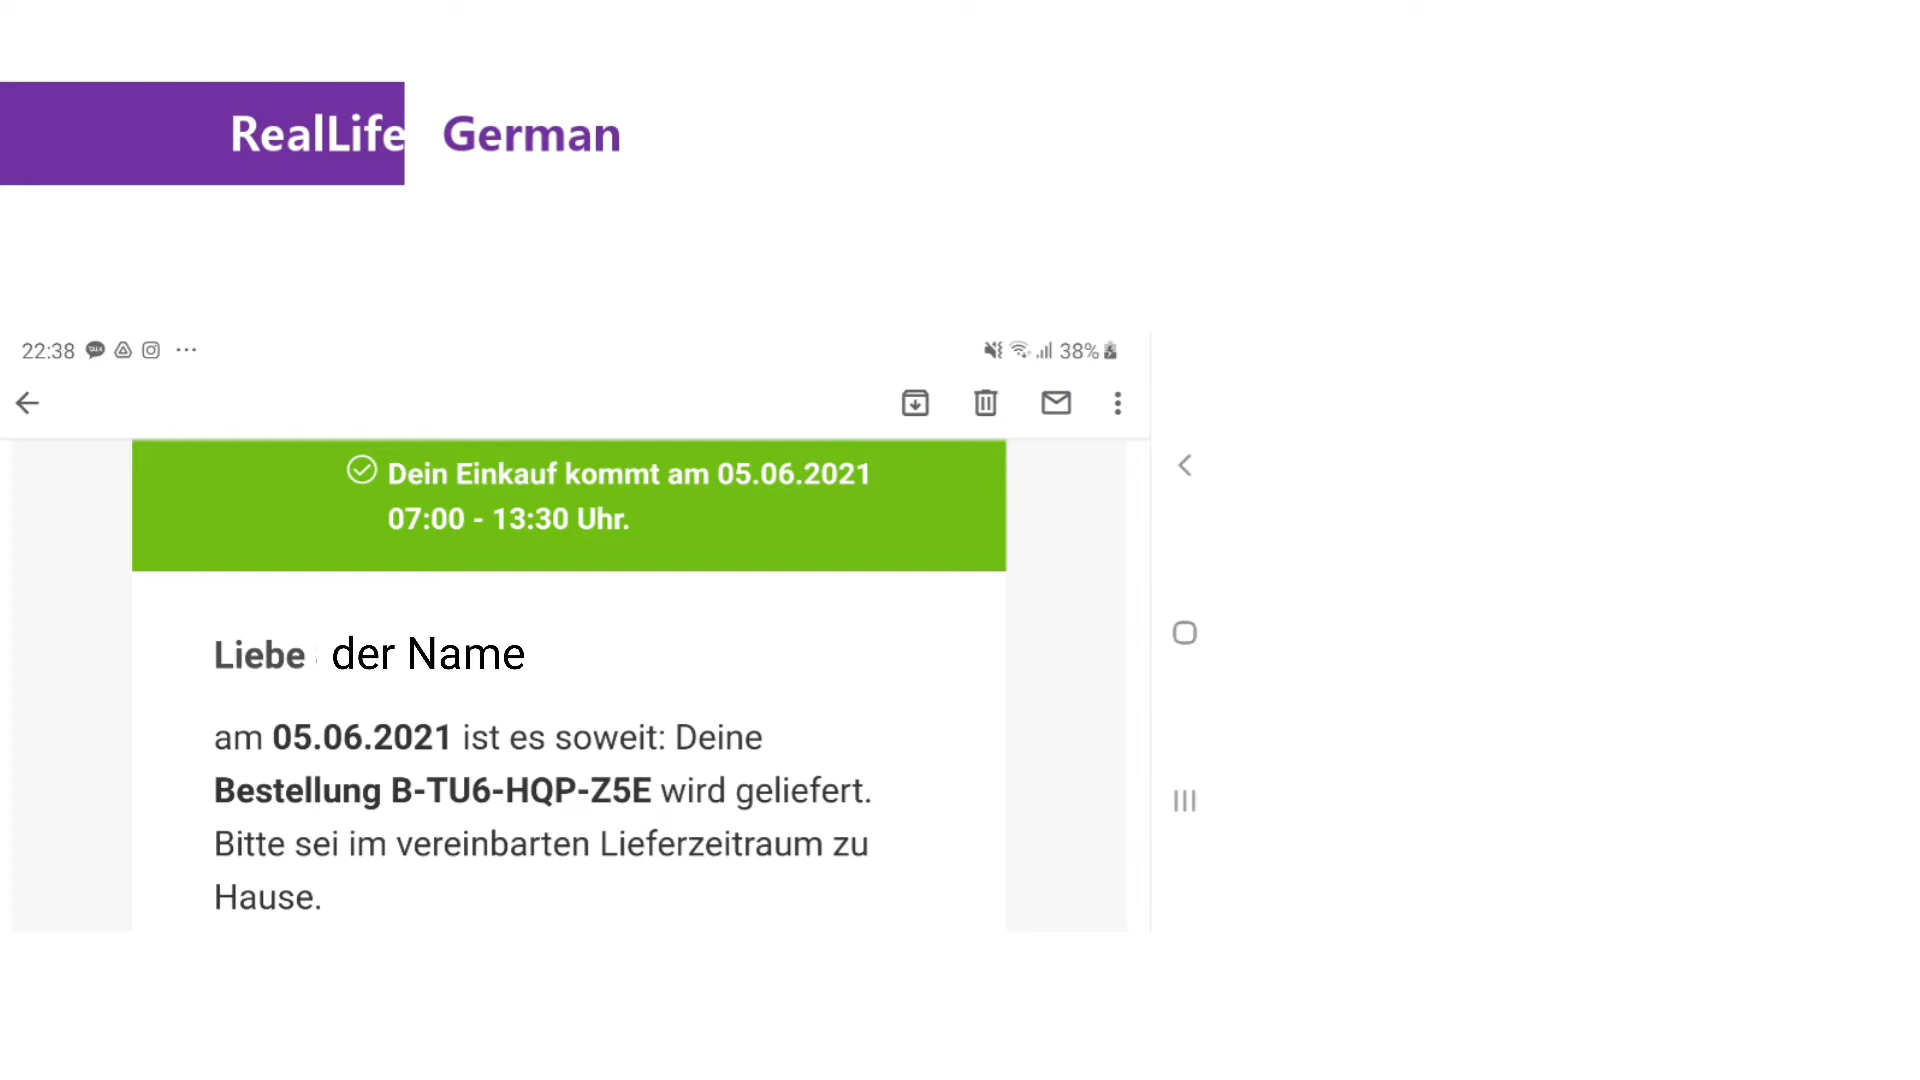 RealLife German
22:38 38%
Dein Einkauf kommt am 05.06.2021
07:00 - 13:30 Uhr.
Liebe der Name
am 05.06.2021 ist es soweit: Deine
Bestellung B-TU6-HQP-Z5E wird geliefert.
Bitte sei im vereinbarten Lieferzeitraum zu
Hause.